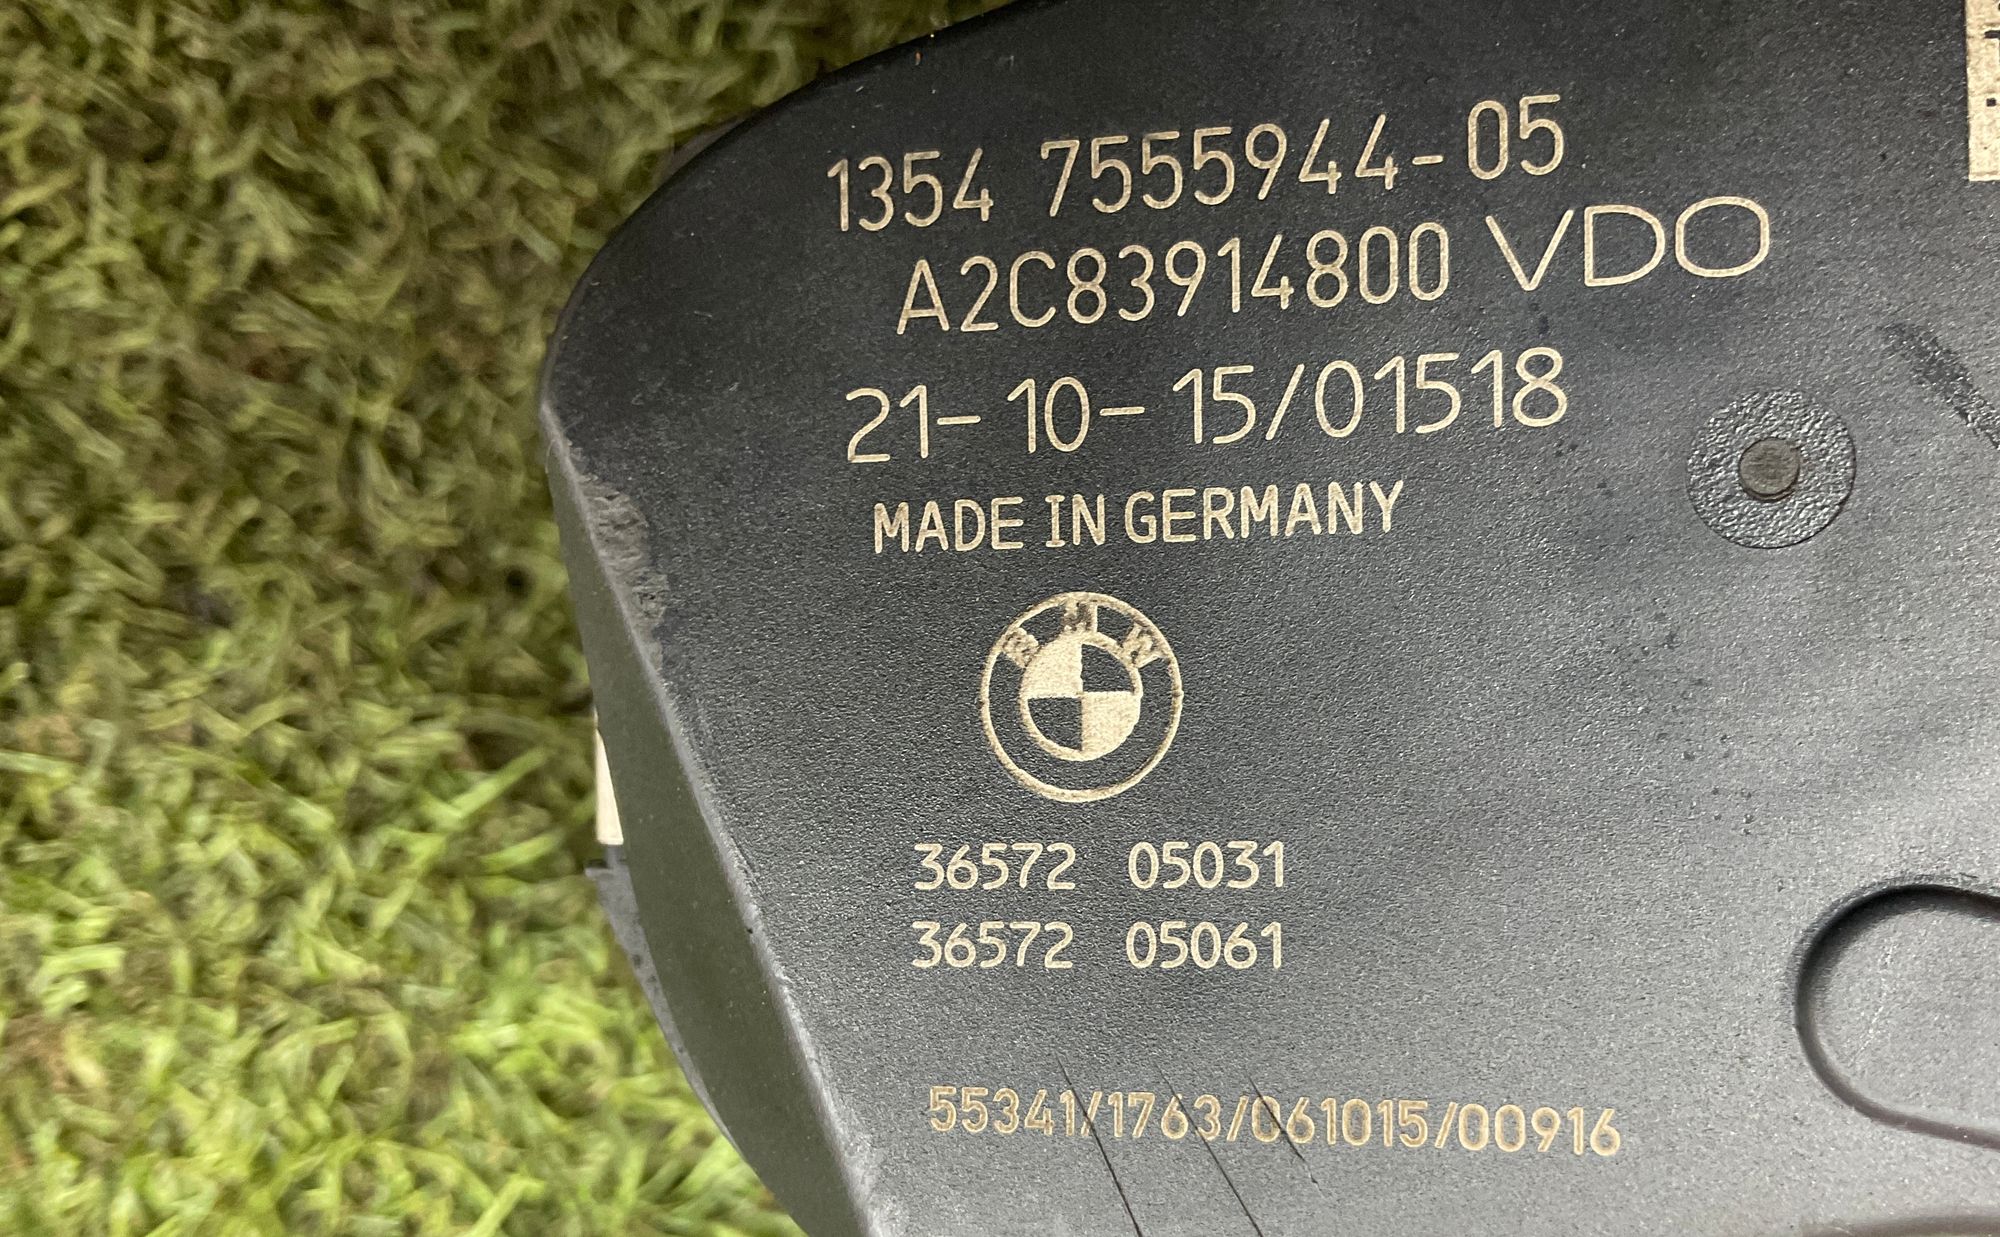 1354 7555944-05
A2C83914800 VDO
21-10-15/01518
MADE IN GERMANY
BMW
36572 05031
36572 05061
55341/1763/061015/00916